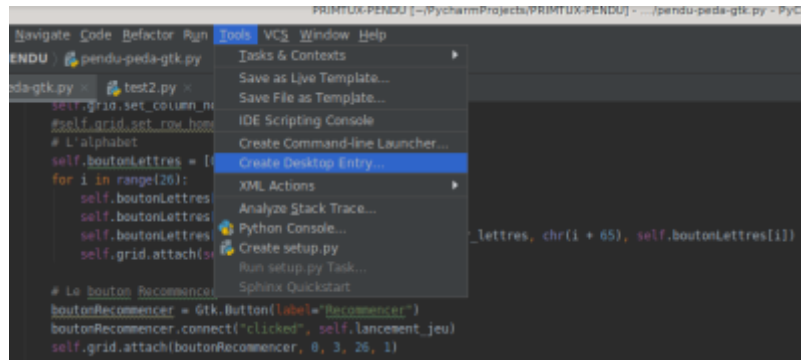 PRIMTUX-PENDU [~/PycharmProjects/PRIMTUX-PENDU] - .../pendu-peda-gtk.py - PyC
Navigate Code Refactor Run Tools VCS Window Help
ENDU pendu-peda-gtk.py
eda-gtk.py test2.py
Tasks & Contexts
Save as Live Template...
Save File as Template...
IDE Scripting Console
Create Command-line Launcher...
Create Desktop Entry...
XML Actions
Analyze Stack Trace...
Python Console...
Create setup.py
Run setup.py Task...
Sphinx Quickstart
self.grid.set_column_h
#self.grid.set_row_home
# L'alphabet
self.boutonLettres = [
for i in range(26):
self.boutonLettres
self.boutonLettres
self.boutonLettres _lettres, chr(i + 65), self.boutonLettres[i])
self.grid.attach(s
# Le bouton Recommencer
boutonRecommencer = Gtk.Button(label="Recommencer")
boutonRecommencer.connect("clicked", self.lancement_jeu)
self.grid.attach(boutonRecommencer, 0, 3, 26, 1)